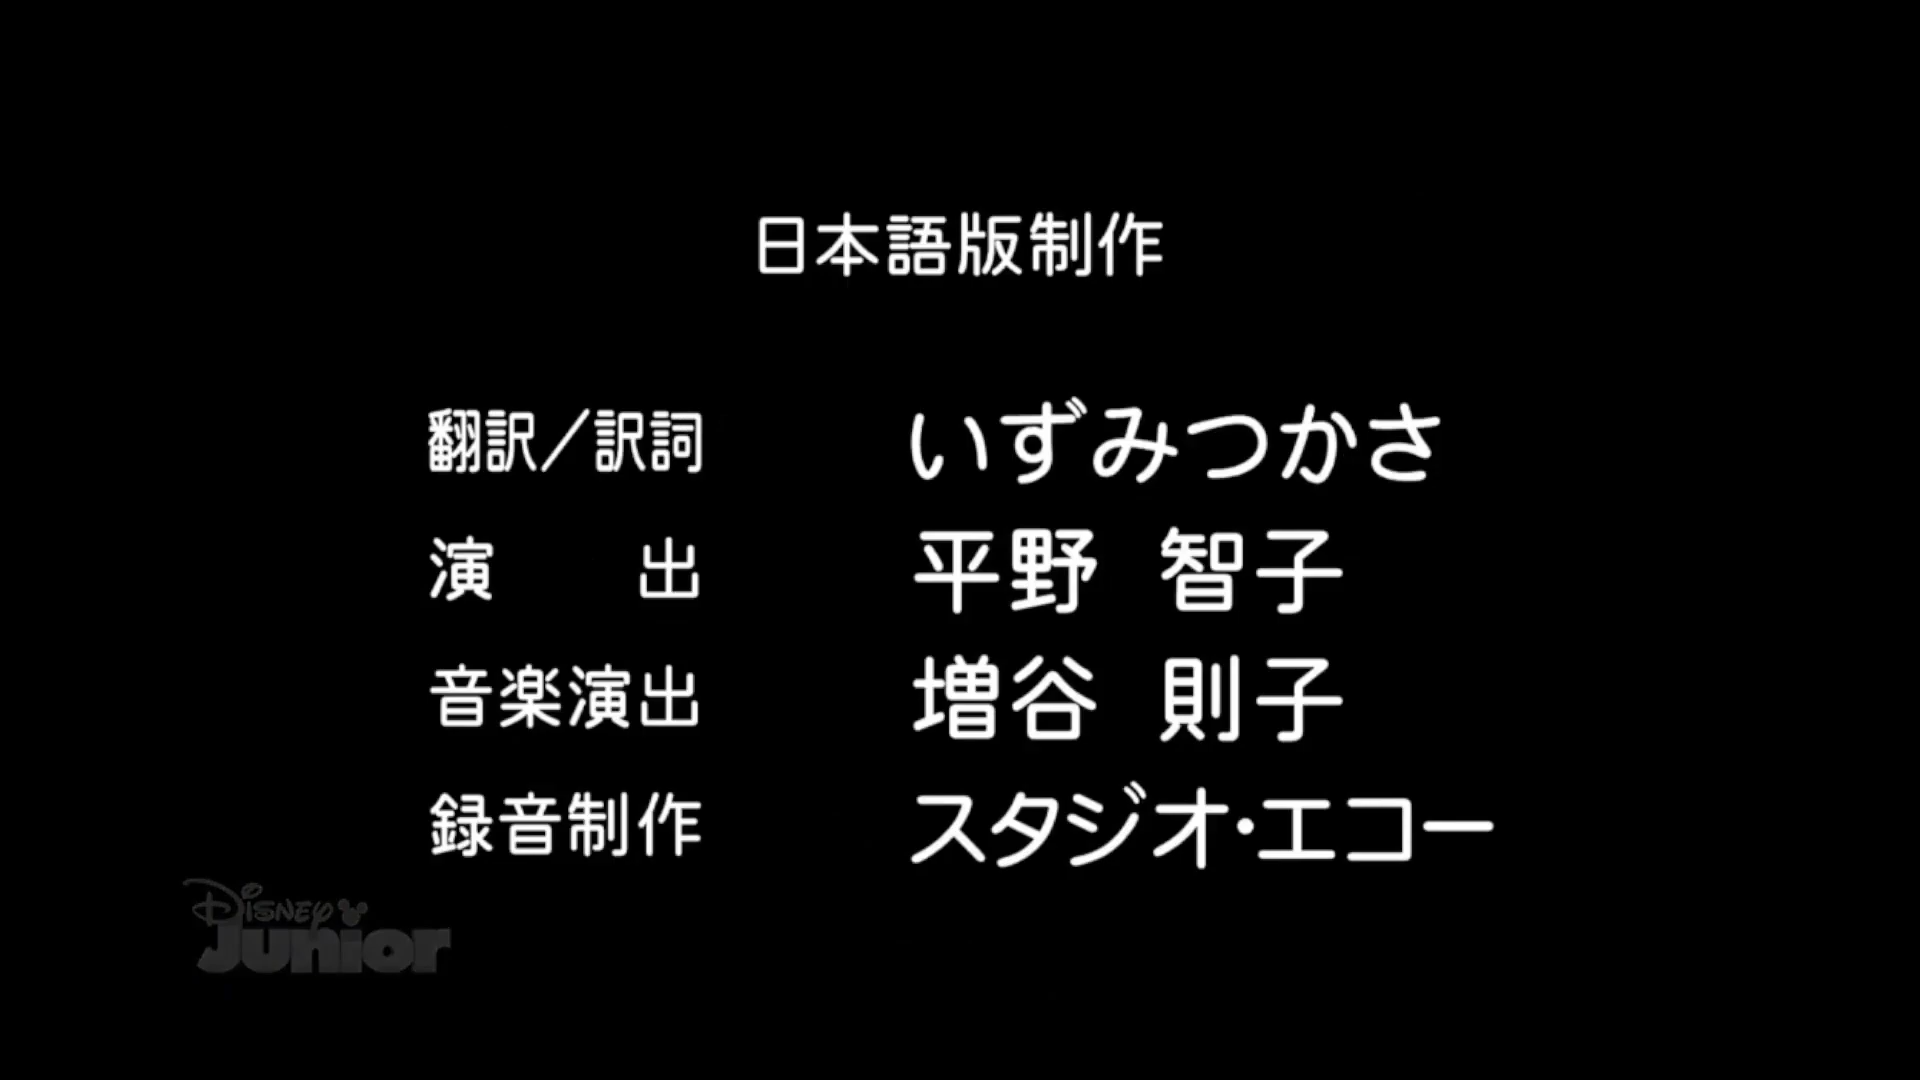 日本語版制作
翻訳／訳詞 いずみつかさ
演出 平野 智子
音楽演出 増谷 則子
録音制作 スタジオ・エコー
Disney Junior